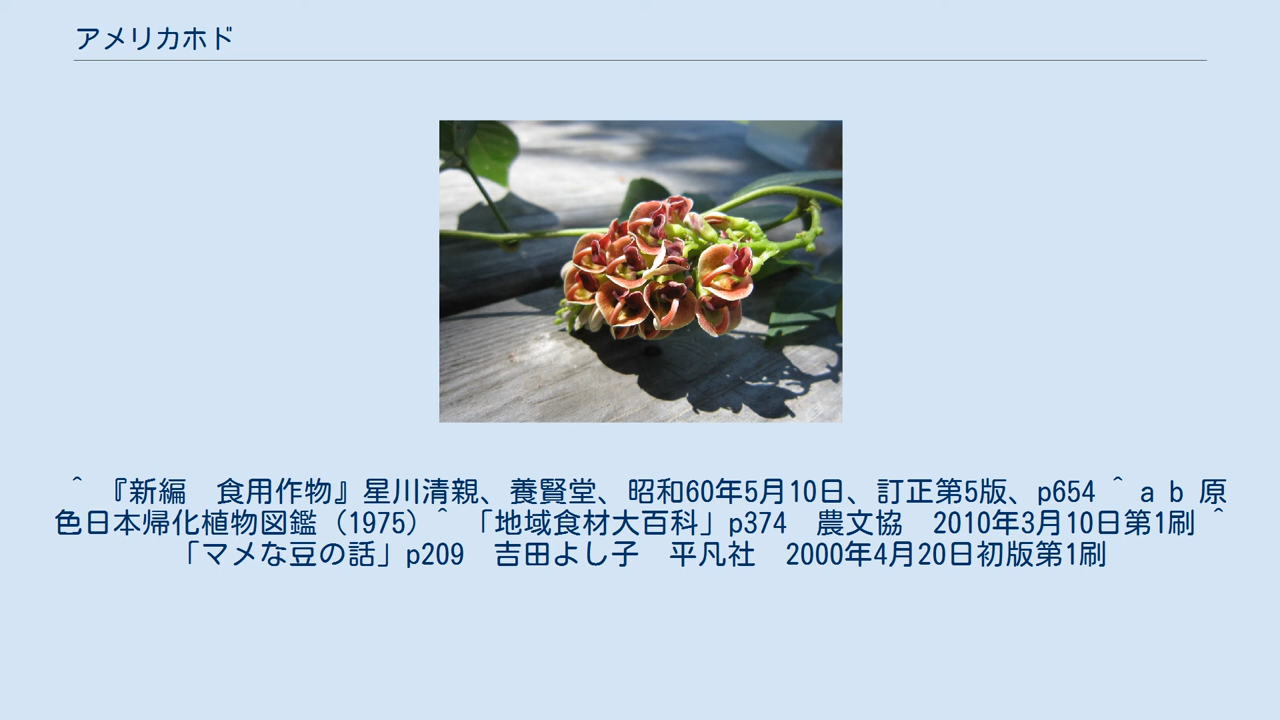 アメリカホド
^ 『新編　食用作物』星川清親、養賢堂、昭和60年5月10日、訂正第5版、p654 ^ a b 原
色日本帰化植物図鑑（1975）^ 「地域食材大百科」p374　農文協　2010年3月10日第1刷 ^
「マメな豆の話」p209　吉田よし子　平凡社　2000年4月20日初版第1刷